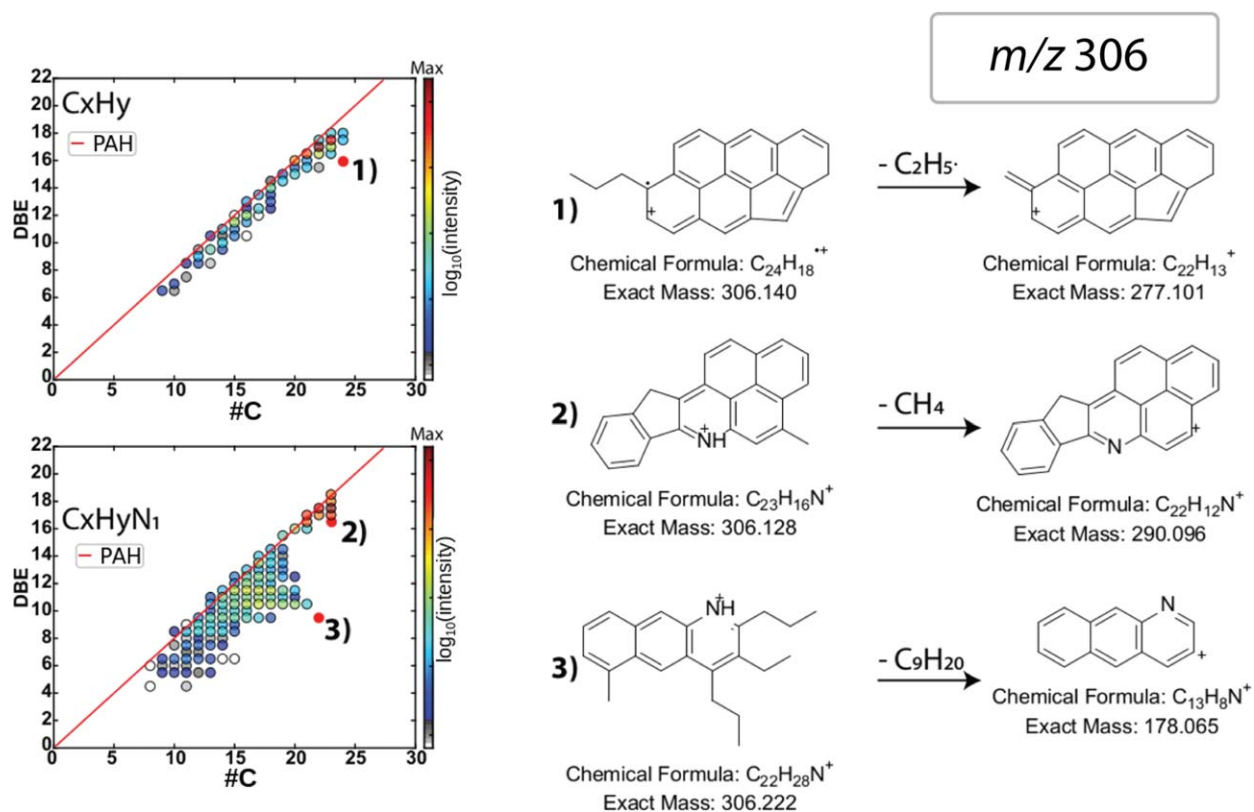 m/z 306
Max
CxHy
PAH
1)
DBE
22
20
18
16
14
12
10
8
6
4
2
0
0 5 10 15 20 25 30
#C
log₁₀(intensity)
1)
+
- C₂H₅·
+
Chemical Formula: C₂₄H₁₈•+
Exact Mass: 306.140
Chemical Formula: C₂₂H₁₃+
Exact Mass: 277.101
Max
CxHyN₁
PAH
2)
3)
DBE
22
20
18
16
14
12
10
8
6
4
2
0
0 5 10 15 20 25 30
#C
log₁₀(intensity)
2)
+
NH
- CH₄
N
+
Chemical Formula: C₂₃H₁₆N+
Exact Mass: 306.128
Chemical Formula: C₂₂H₁₂N+
Exact Mass: 290.096
3)
+
NH
- C₉H₂₀
N
+
Chemical Formula: C₂₂H₂₈N+
Exact Mass: 306.222
Chemical Formula: C₁₃H₈N+
Exact Mass: 178.065